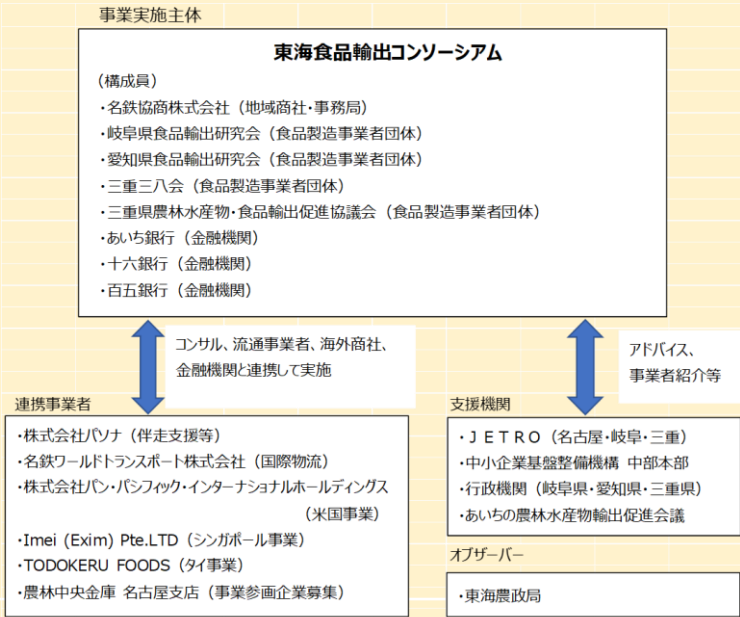 事業実施主体
東海食品輸出コンソーシアム
（構成員）
・名鉄協商株式会社（地域商社・事務局）
・岐阜県食品輸出研究会（食品製造事業者団体）
・愛知県食品輸出研究会（食品製造事業者団体）
・三重三八会（食品製造事業者団体）
・三重県農林水産物・食品輸出促進協議会（食品製造事業者団体）
・あいち銀行（金融機関）
・十六銀行（金融機関）
・百五銀行（金融機関）
コンサル、流通事業者、海外商社、
金融機関と連携して実施
アドバイス、
事業者紹介等
連携事業者
・株式会社パソナ（伴走支援等）
・名鉄ワールドトランスポート株式会社（国際物流）
・株式会社パン・パシフィック・インターナショナルホールディングス
（米国事業）
・Imei (Exim) Pte.LTD（シンガポール事業）
・TODOKERU FOODS（タイ事業）
・農林中央金庫 名古屋支店（事業参画企業募集）
支援機関
・ＪＥＴＲＯ（名古屋・岐阜・三重）
・中小企業基盤整備機構 中部本部
・行政機関（岐阜県・愛知県・三重県）
・あいちの農林水産物輸出促進会議
オブザーバー
・東海農政局